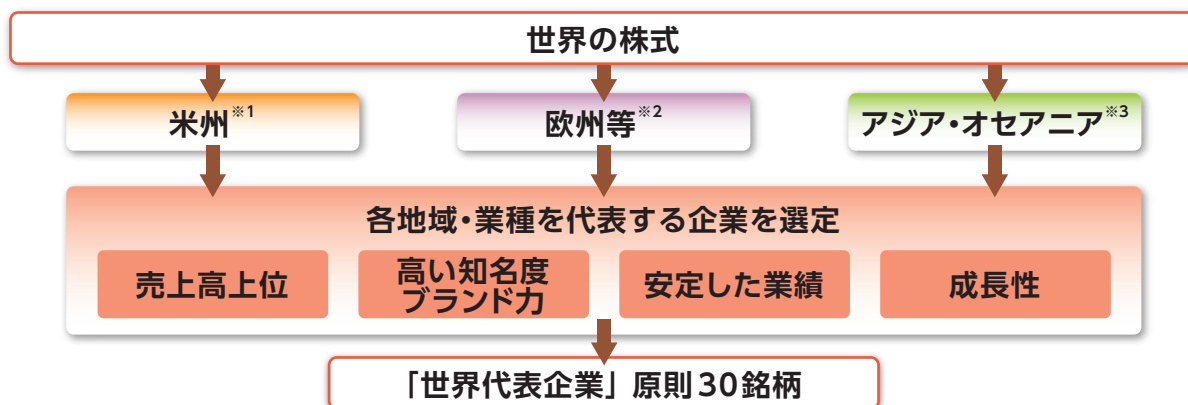 世界の株式
米州※1
欧州等※2
アジア・オセアニア※3
各地域・業種を代表する企業を選定
売上高上位
高い知名度
ブランド力
安定した業績
成長性
「世界代表企業」原則30銘柄